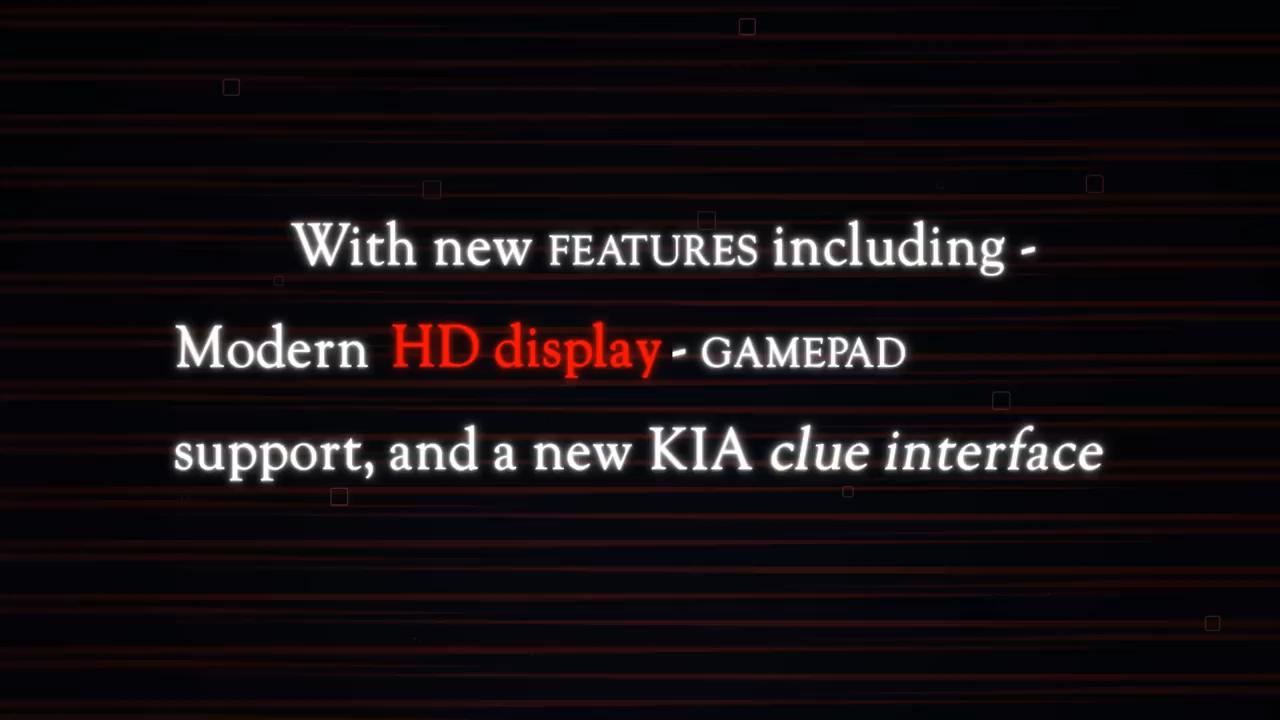 With new FEATURES including -
Modern HD display - GAMEPAD
support, and a new KIA clue interface